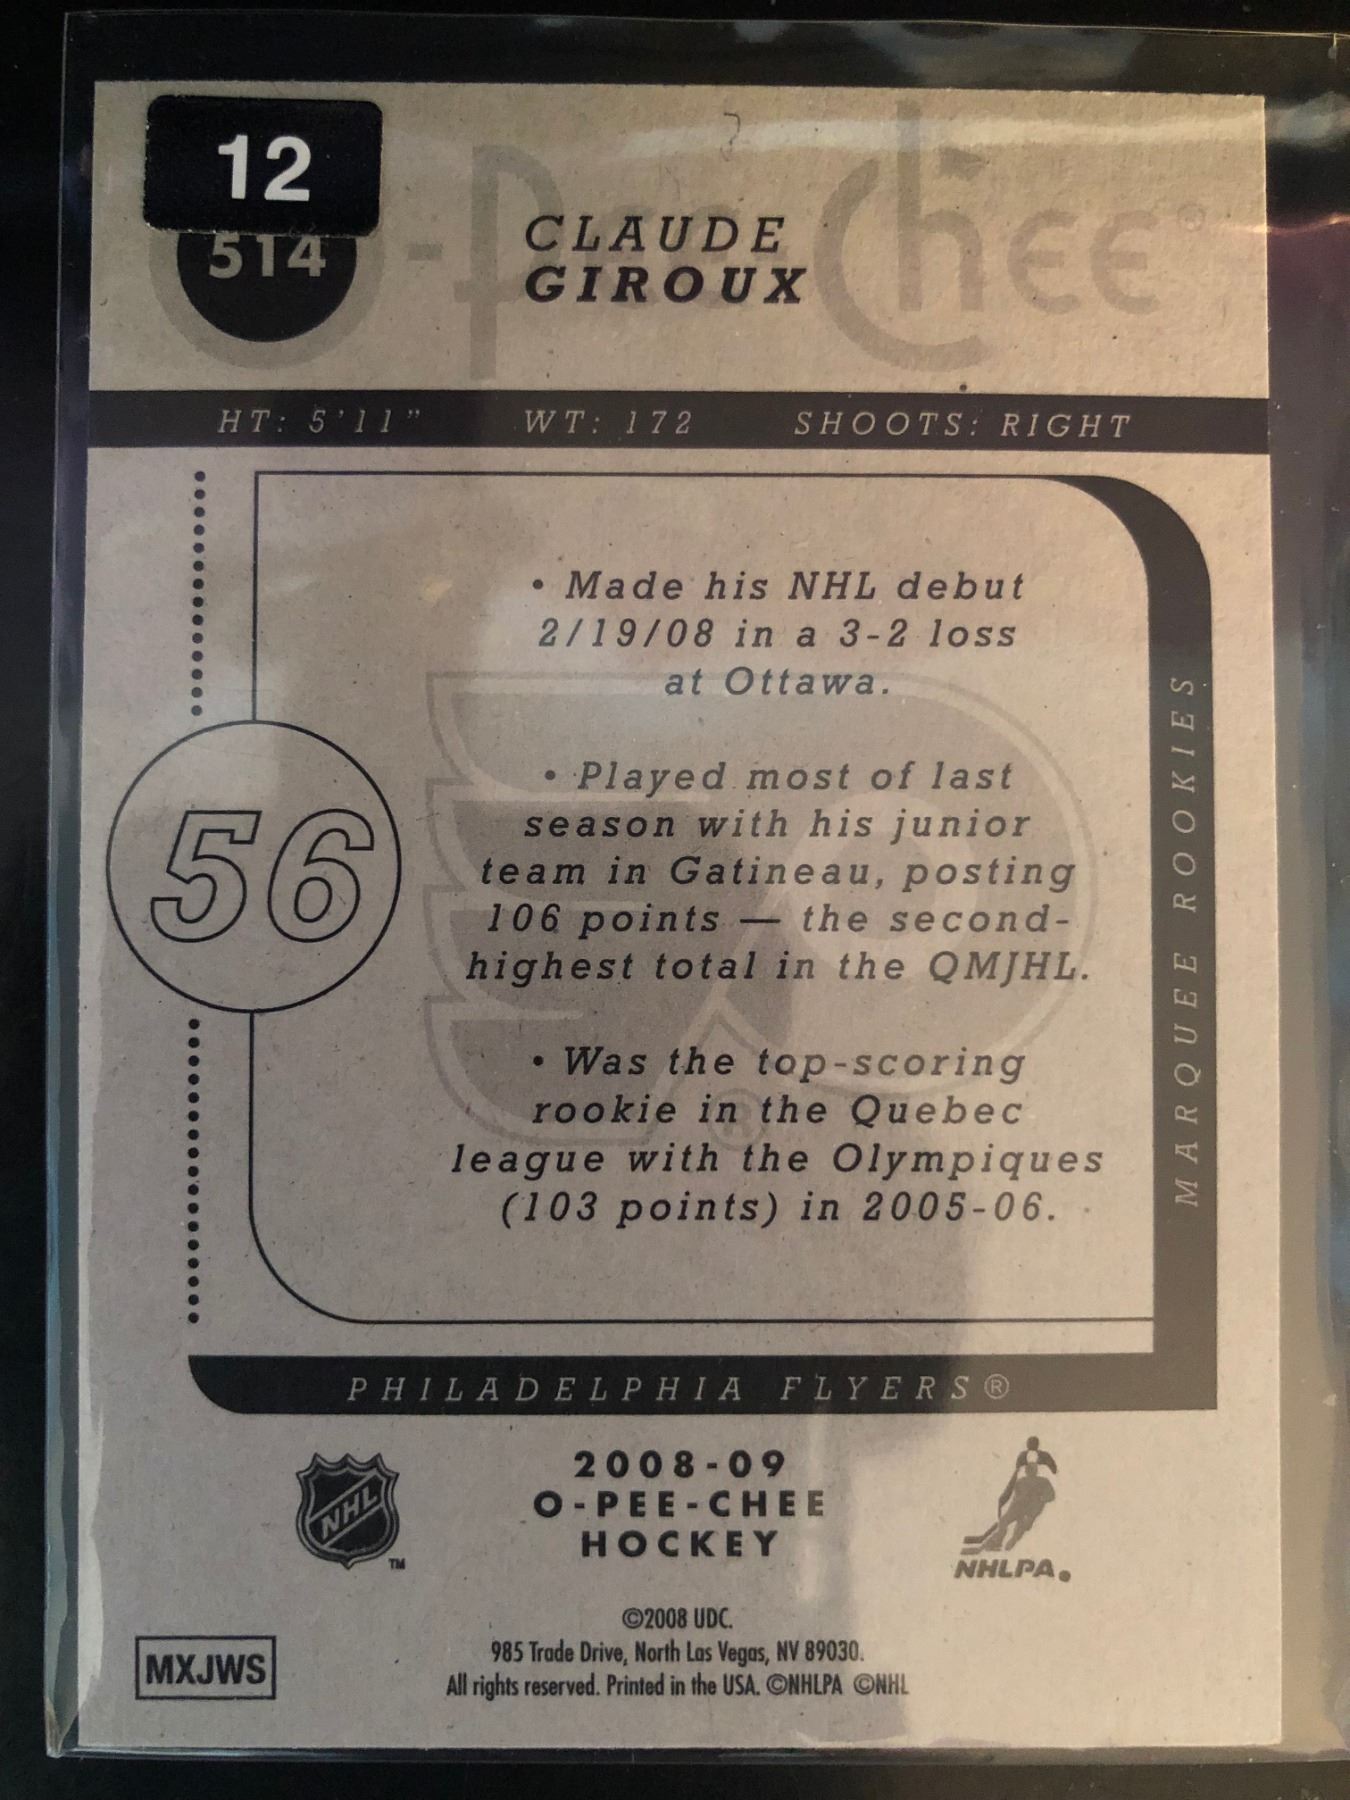 12
514
O-Pee-Chee®
CLAUDE
GIROUX
HT: 5'11" WT: 172 SHOOTS: RIGHT
• Made his NHL debut
2/19/08 in a 3-2 loss
at Ottawa.
• Played most of last
season with his junior
team in Gatineau, posting
106 points — the second-
highest total in the QMJHL.
• Was the top-scoring
rookie in the Quebec
league with the Olympiques
(103 points) in 2005-06.
56
MARQUEE ROOKIES
PHILADELPHIA FLYERS®
NHL
TM
2008-09
O-PEE-CHEE
HOCKEY
NHLPA.
©2008 UDC.
985 Trade Drive, North Las Vegas, NV 89030.
All rights reserved. Printed in the USA. ©NHLPA ©NHL
MXJWS